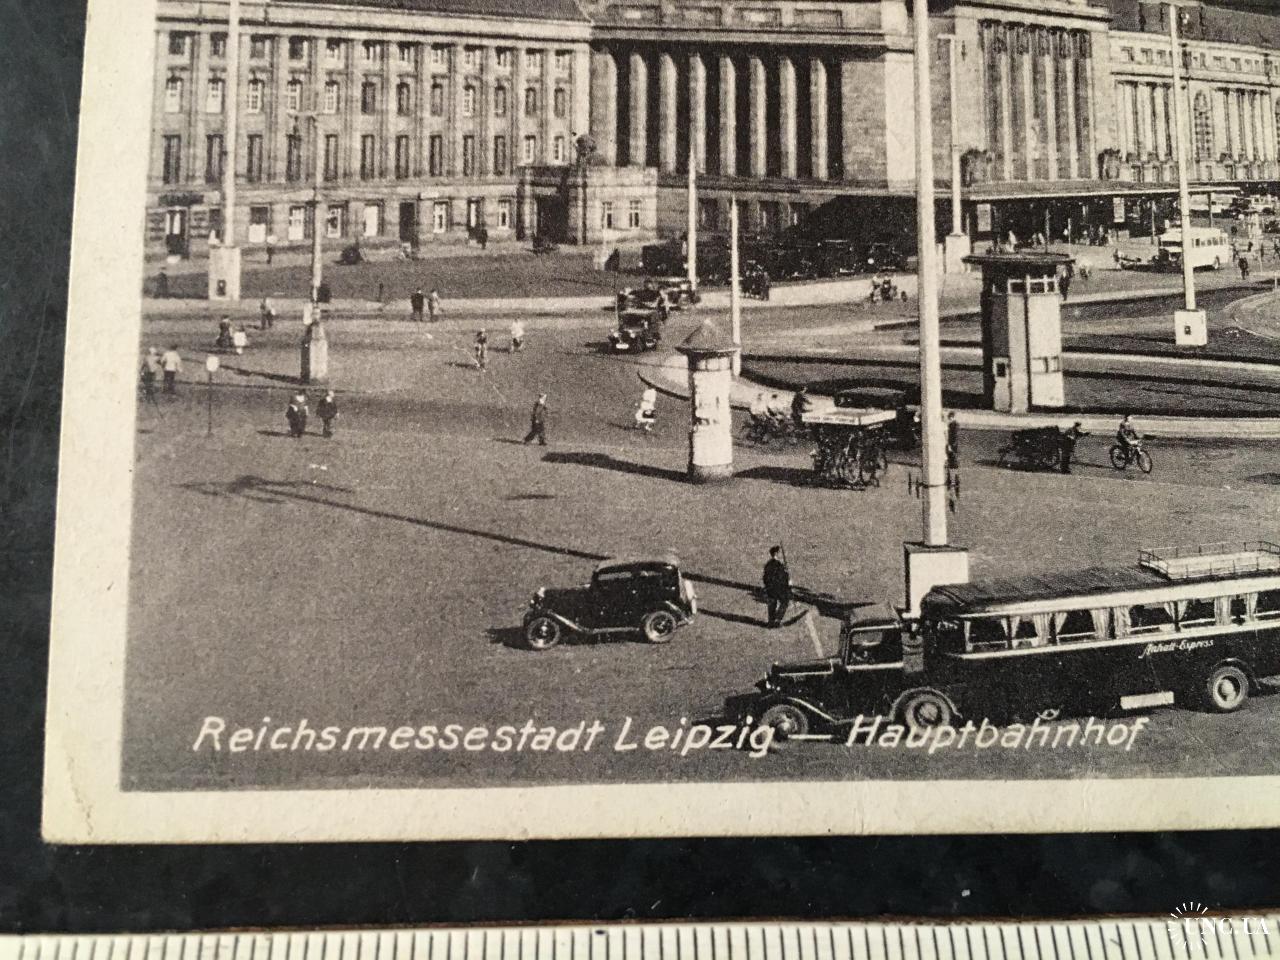 Anhalt-Express
Reichsmessestadt Leipzig — Hauptbahnhof
UNC.UA